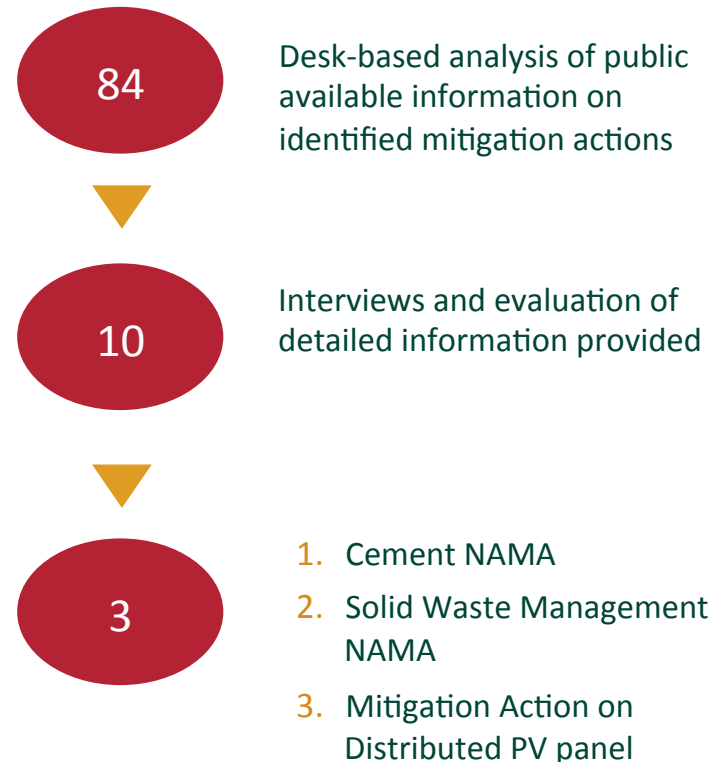 84
Desk-based analysis of public
available information on
identified mitigation actions
10
Interviews and evaluation of
detailed information provided
3
1. Cement NAMA
2. Solid Waste Management
NAMA
3. Mitigation Action on
Distributed PV panel